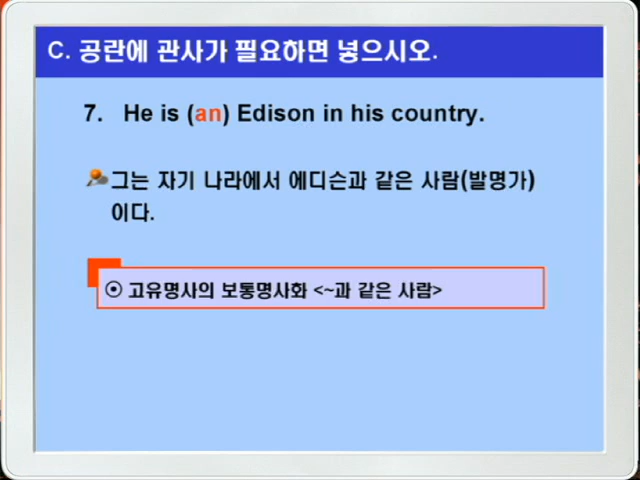 C. 공란에 관사가 필요하면 넣으시오.
7. He is (an) Edison in his country.
그는 자기 나라에서 에디슨과 같은 사람(발명가)
이다.
⊙ 고유명사의 보통명사화 <~과 같은 사람>